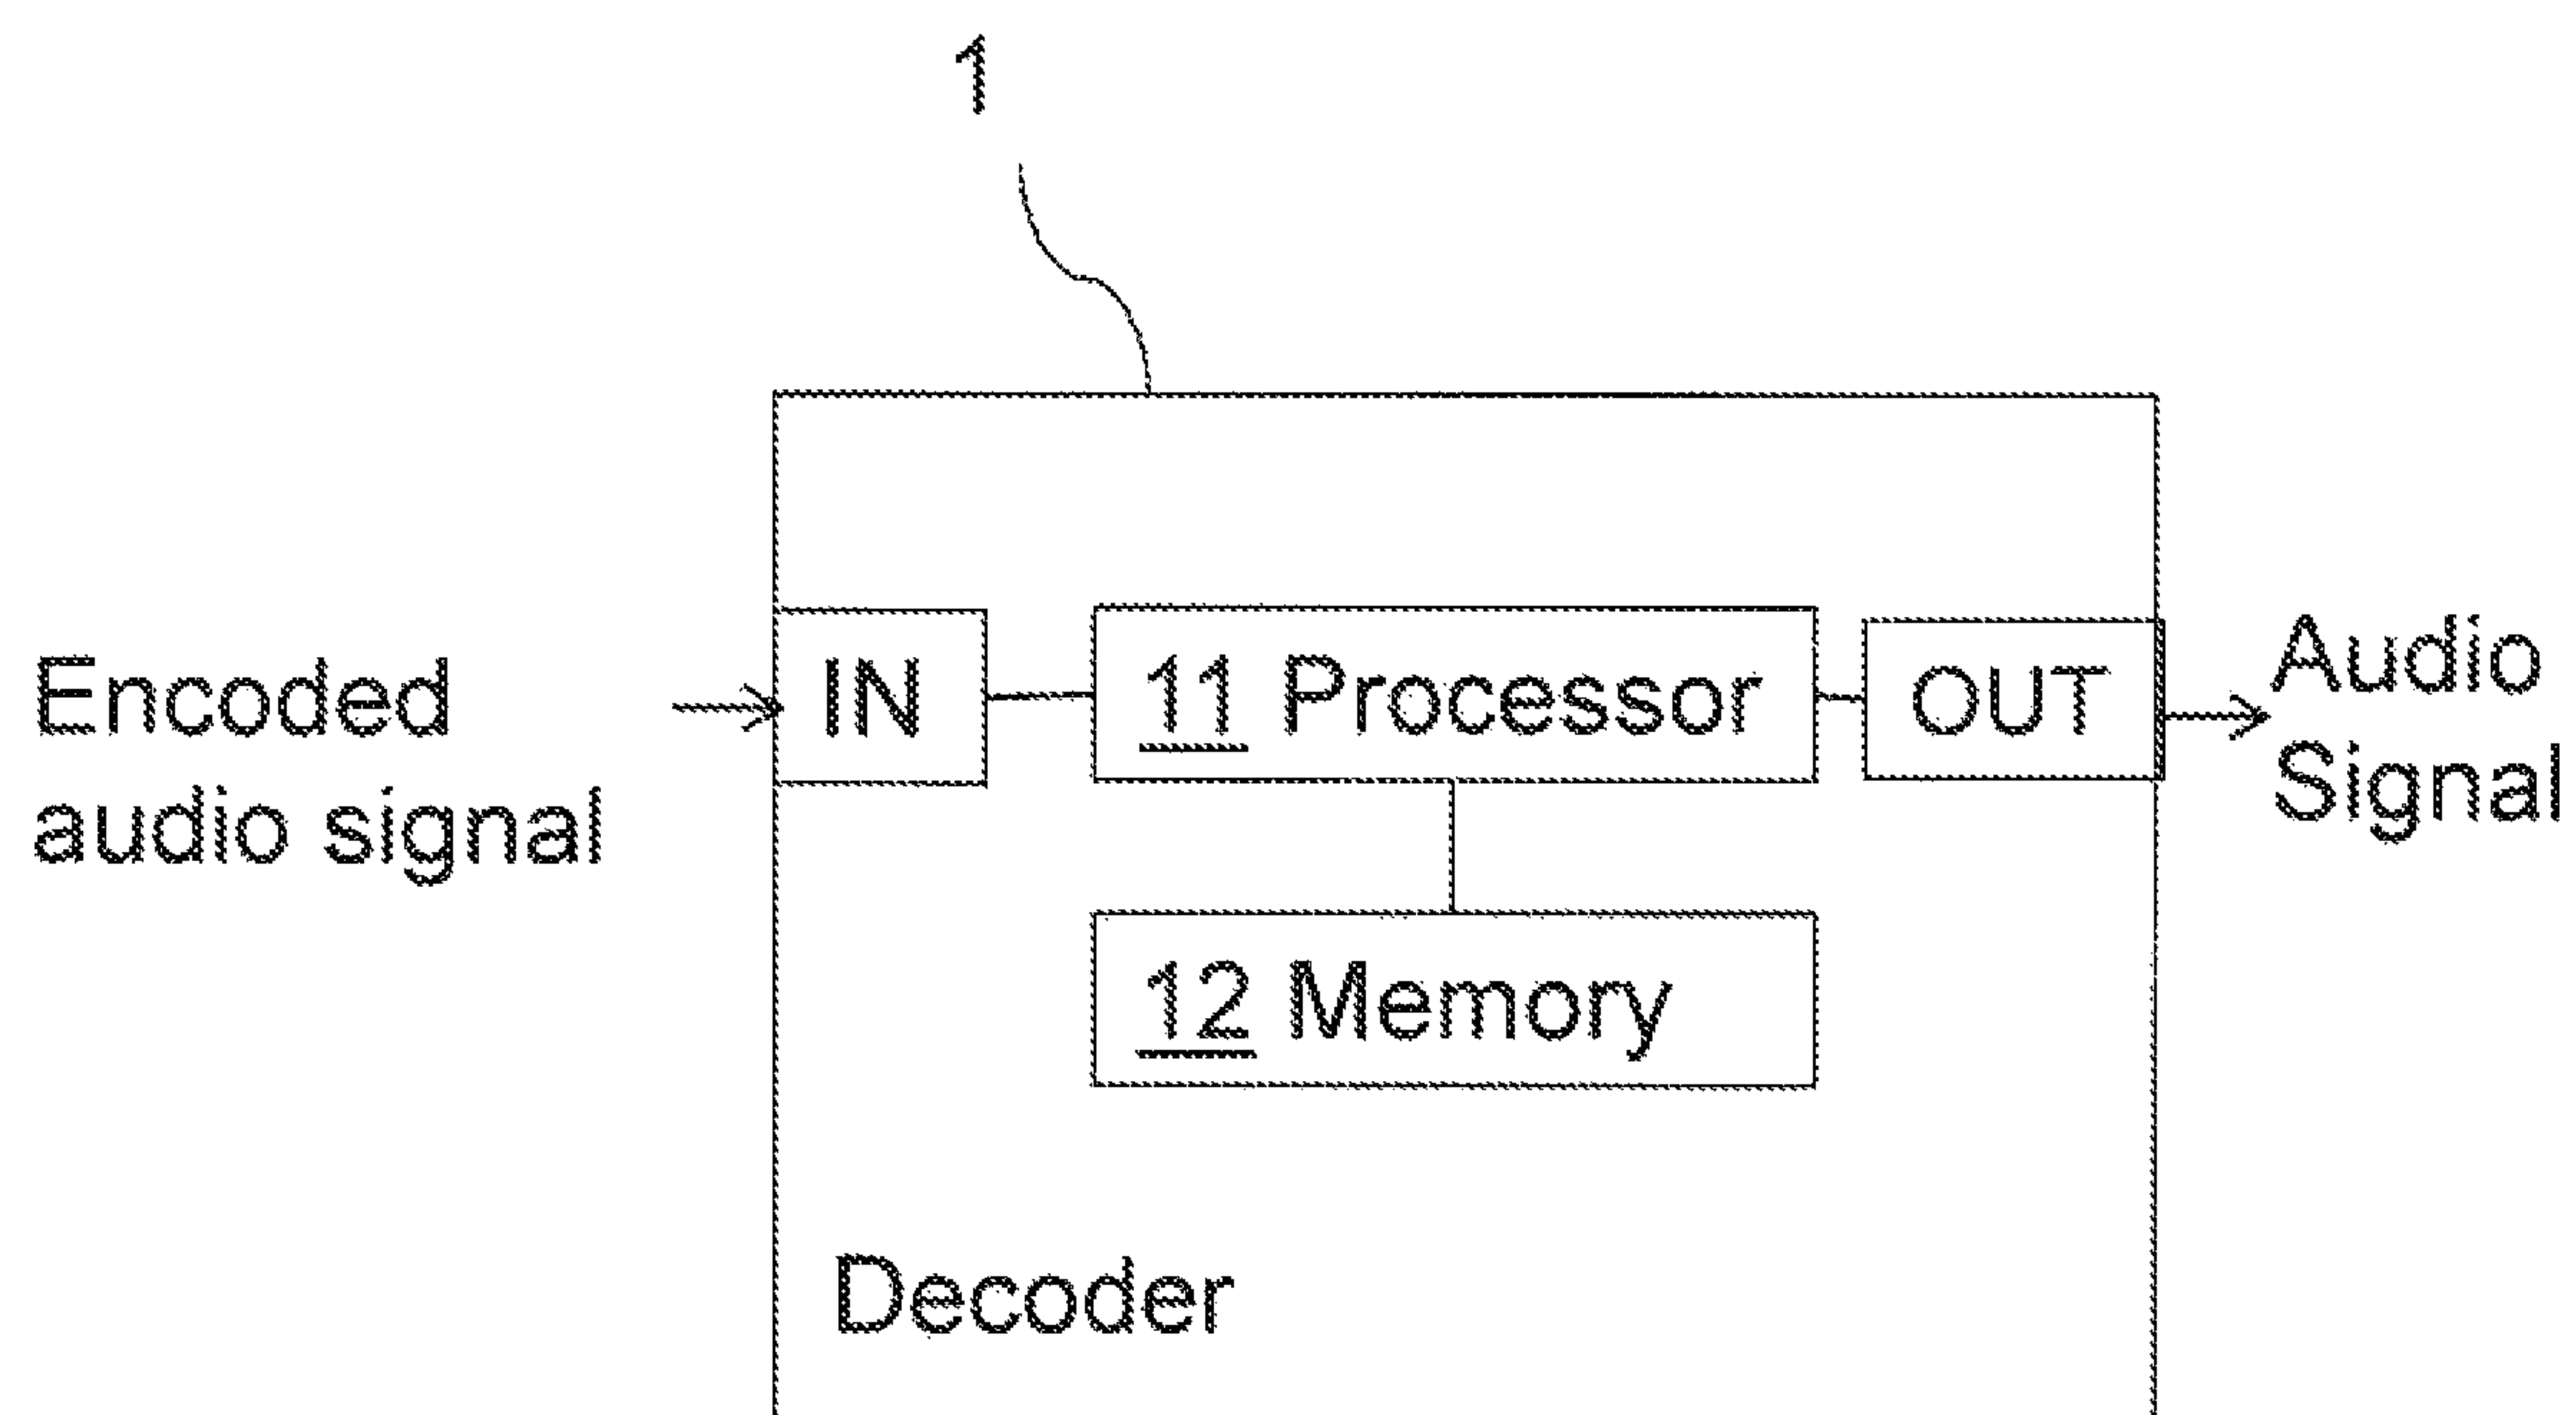 1
Encoded
audio signal
IN
11 Processor
OUT
Audio
Signal
12 Memory
Decoder